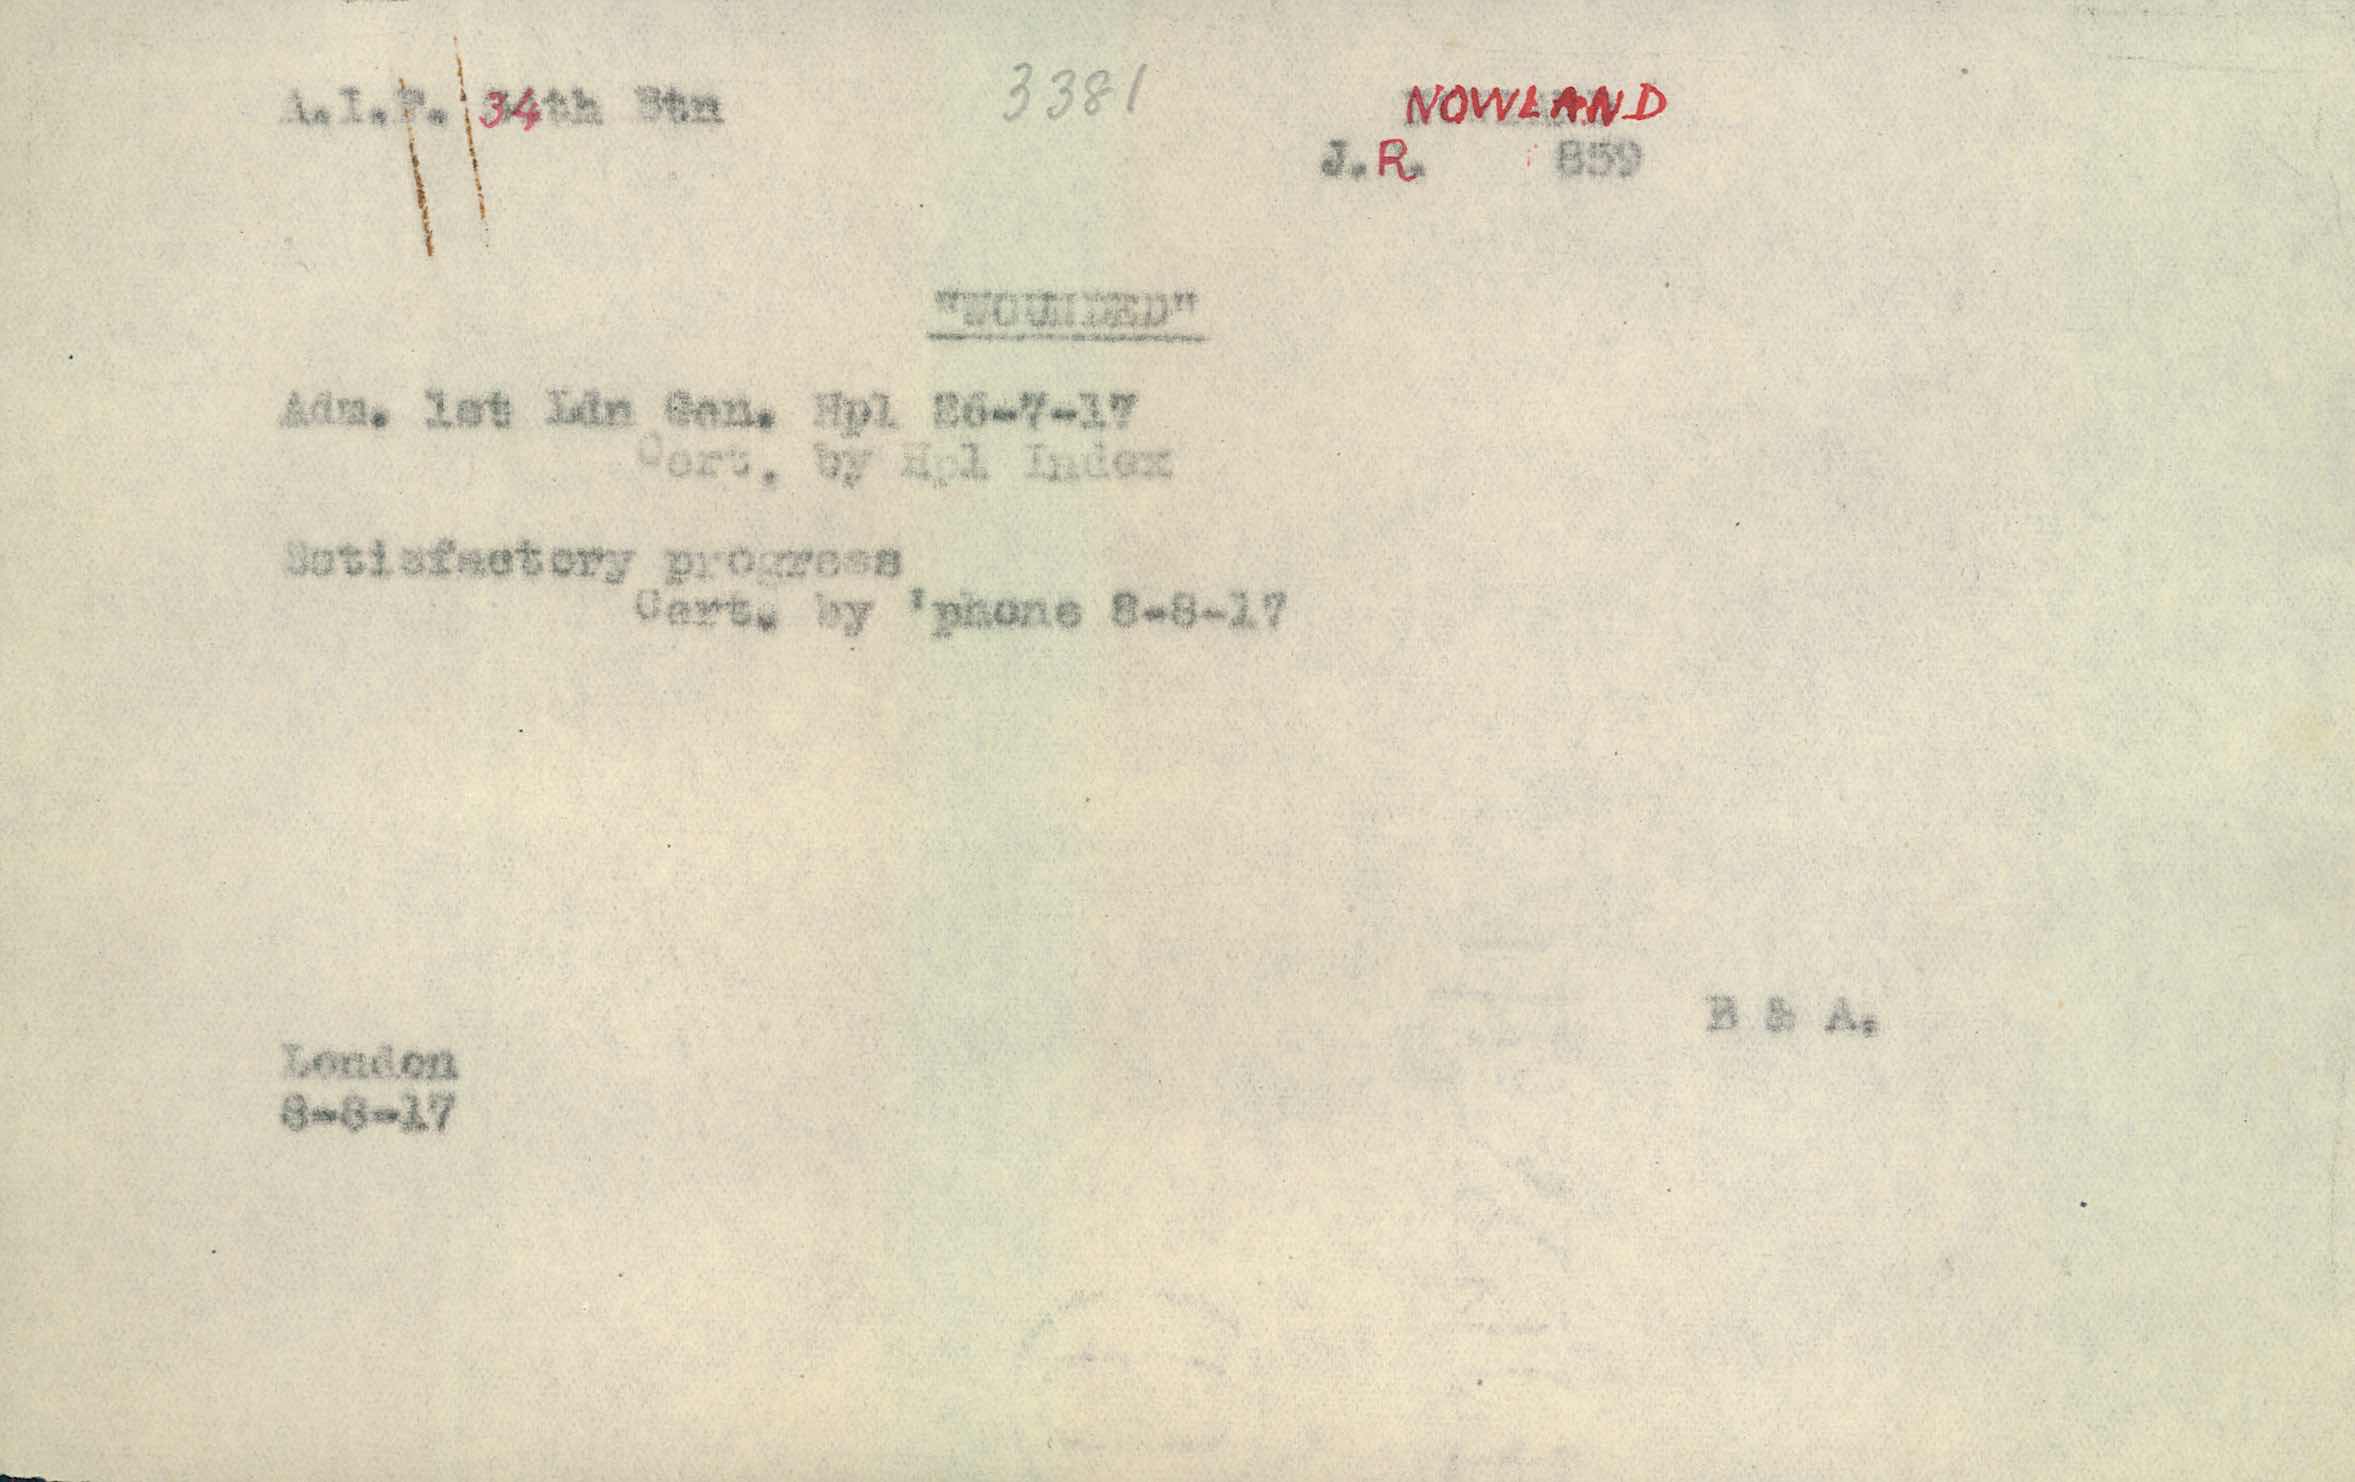 A.I.F. 34th Btn 3381 NOWLAND
J.R. 859
"WOUNDED"
Adm. 1st Ldn Gen. Hpl 26-7-17
Cert. by Hpl Index
Satisfactory progress
Cert. by 'phone 8-8-17
B & A.
London
8-8-17